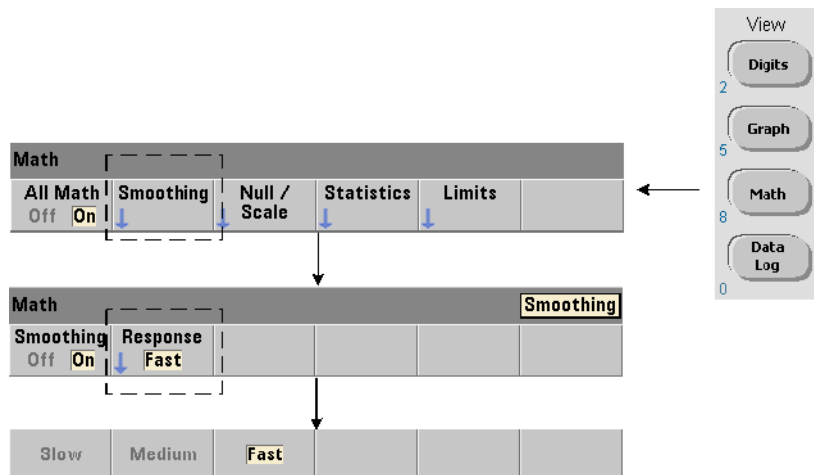 View
Digits
2
Graph
5
Math
8
Data
Log
0
Math
All Math
Off On
Smoothing
Null /
Scale
Statistics
Limits
Math
Smoothing
Smoothing
Off On
Response
Fast
Slow
Medium
Fast